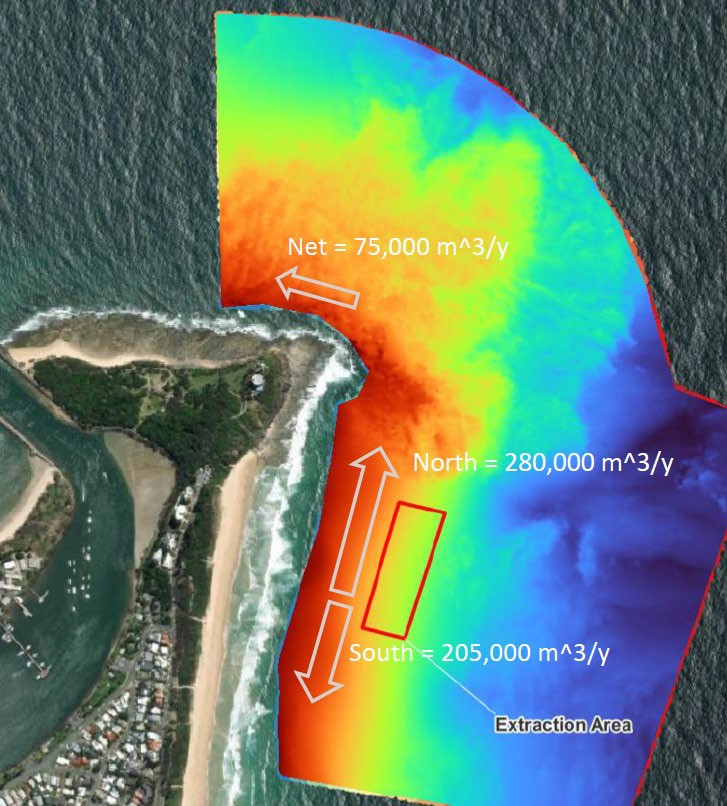 Net = 75,000 m^3/y
North = 280,000 m^3/y
South = 205,000 m^3/y
Extraction Area